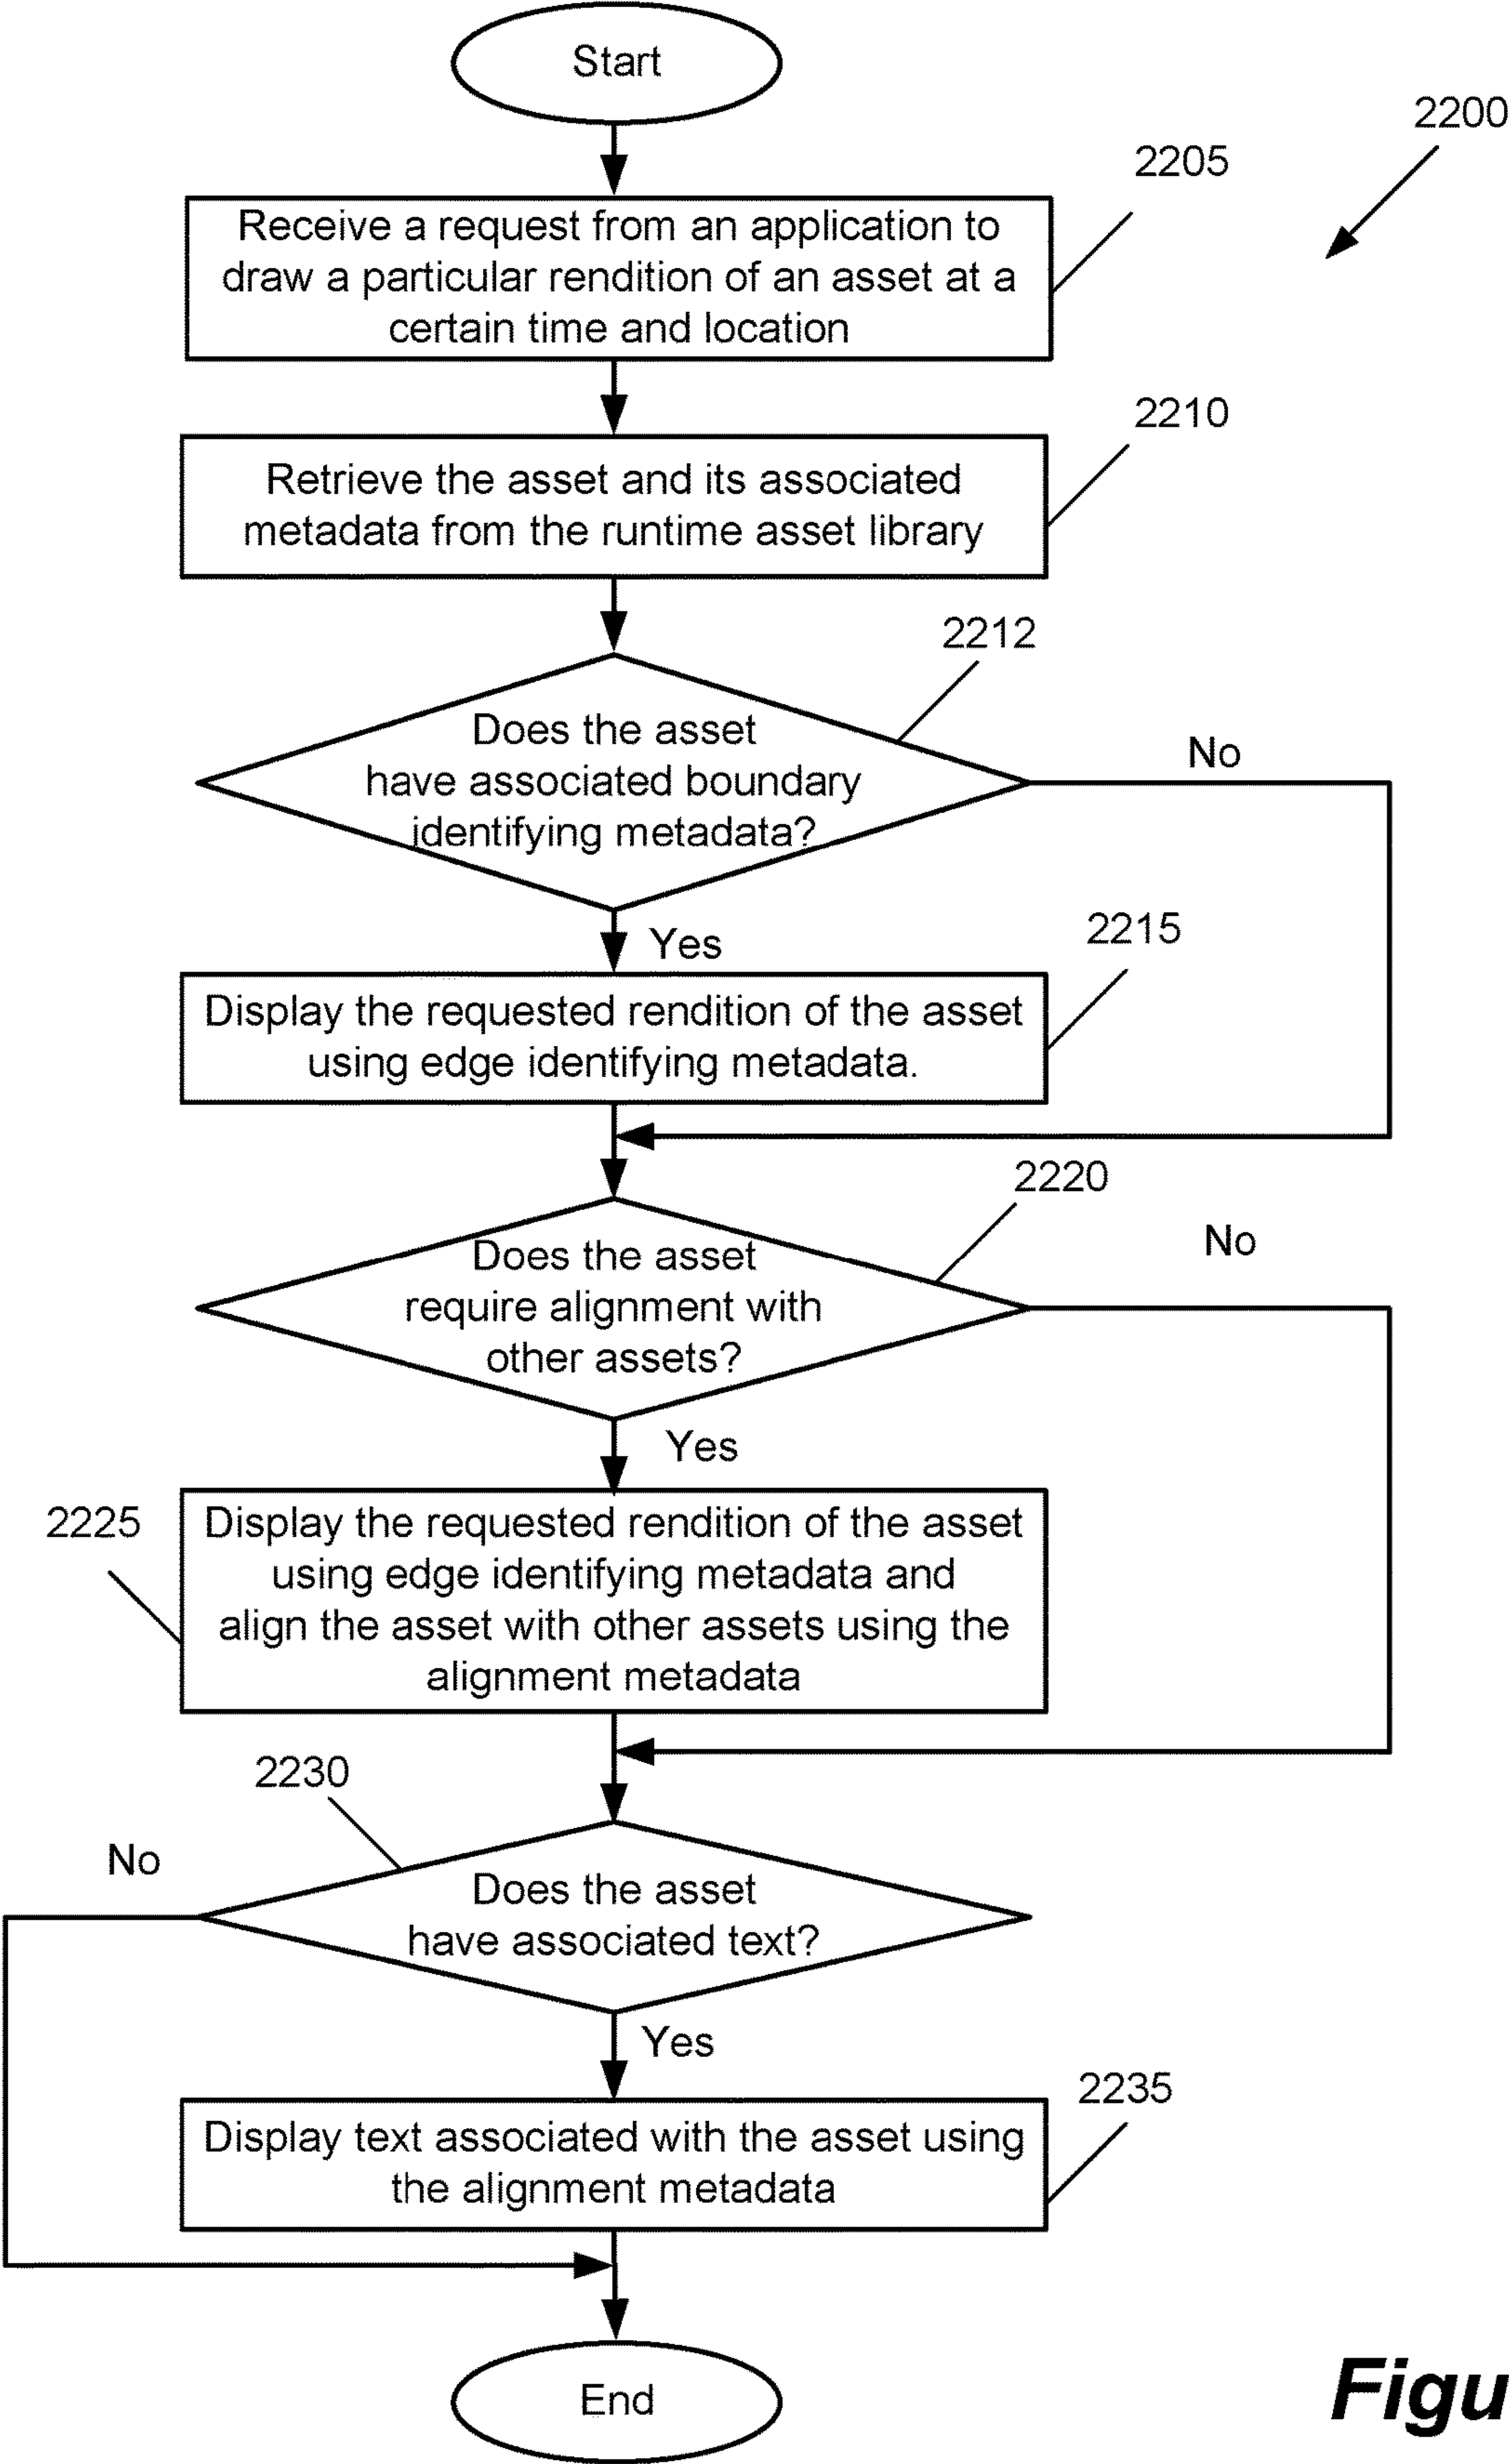 Start
2200
2205
Receive a request from an application to
draw a particular rendition of an asset at a
certain time and location
2210
Retrieve the asset and its associated
metadata from the runtime asset library
2212
Does the asset
have associated boundary
identifying metadata?
No
Yes
2215
Display the requested rendition of the asset
using edge identifying metadata.
2220
Does the asset
require alignment with
other assets?
No
Yes
2225
Display the requested rendition of the asset
using edge identifying metadata and
align the asset with other assets using the
alignment metadata
2230
No
Does the asset
have associated text?
Yes
2235
Display text associated with the asset using
the alignment metadata
End
Figu